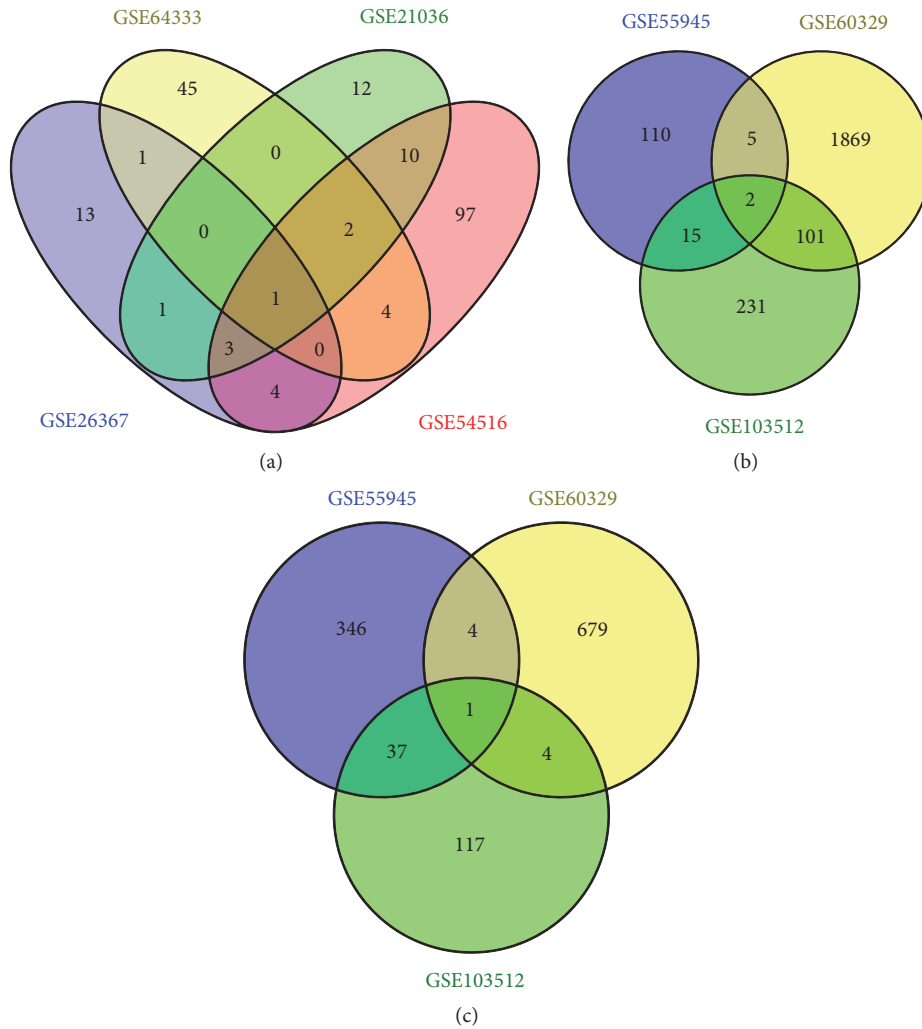 GSE64333 GSE21036
45 12
1 0 10
13 0 2 97
1 1 4
3 0
4
GSE26367 GSE54516
(a)
GSE55945 GSE60329
110 5 1869
2
15 101
231
GSE103512
(b)
GSE55945 GSE60329
346 4 679
1
37 4
117
GSE103512
(c)